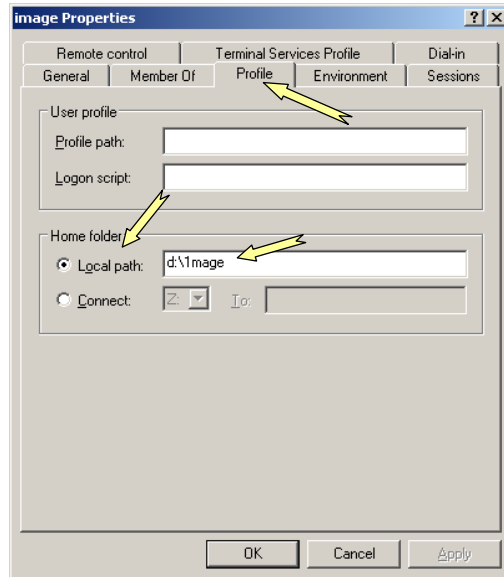 image Properties
Remote control Terminal Services Profile Dial-in
General Member Of Profile Environment Sessions
User profile
Profile path:
Logon script:
Home folder
Local path: d:\1mage
Connect: Z: To:
OK Cancel Apply